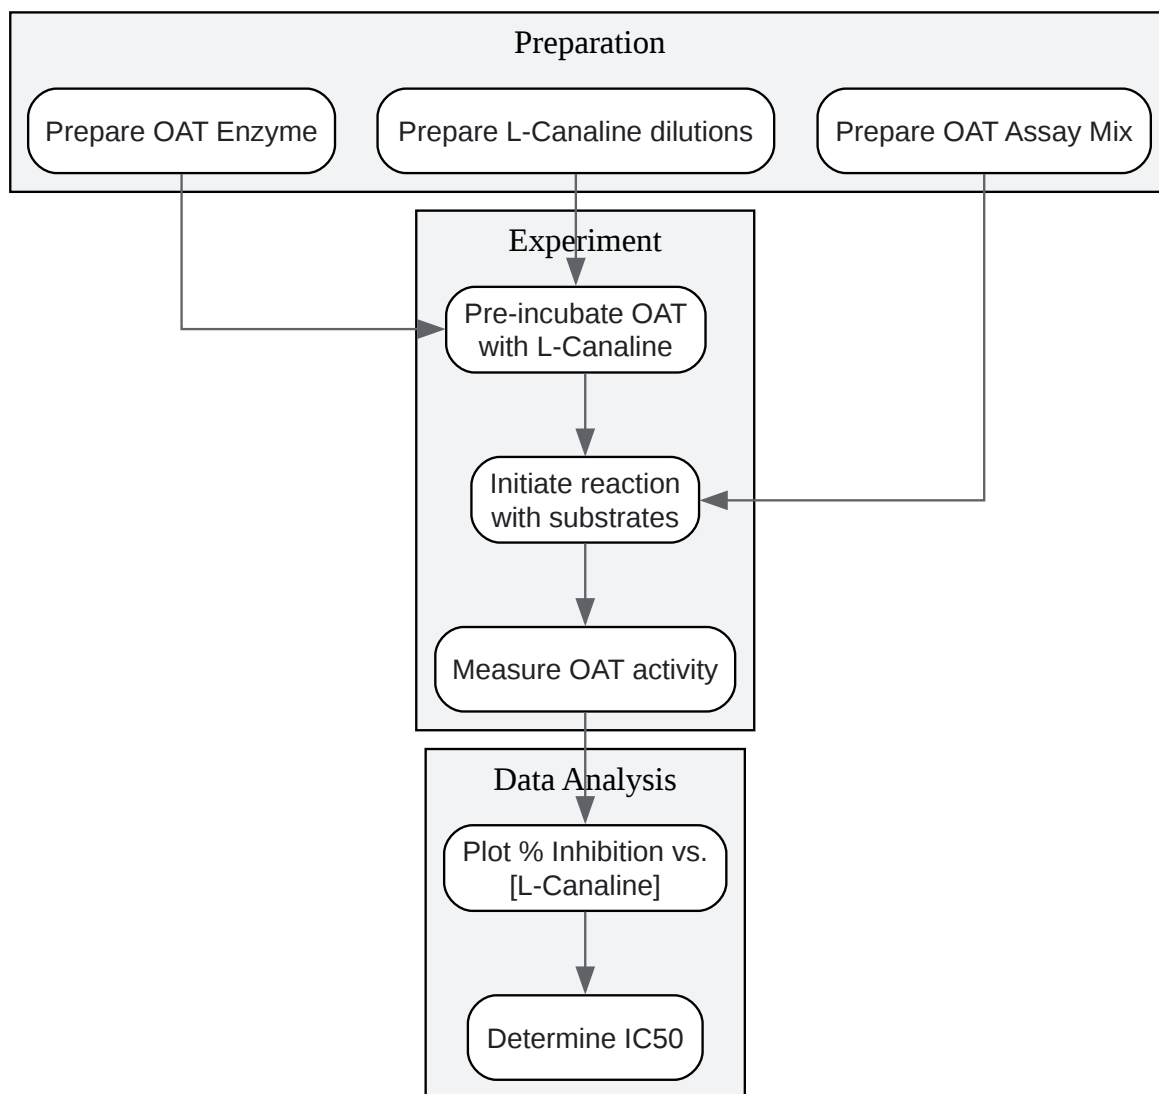 Preparation
Prepare OAT Enzyme
Prepare L-Canaline dilutions
Prepare OAT Assay Mix
Experiment
Pre-incubate OAT
with L-Canaline
Initiate reaction
with substrates
Measure OAT activity
Data Analysis
Plot % Inhibition vs.
[L-Canaline]
Determine IC50